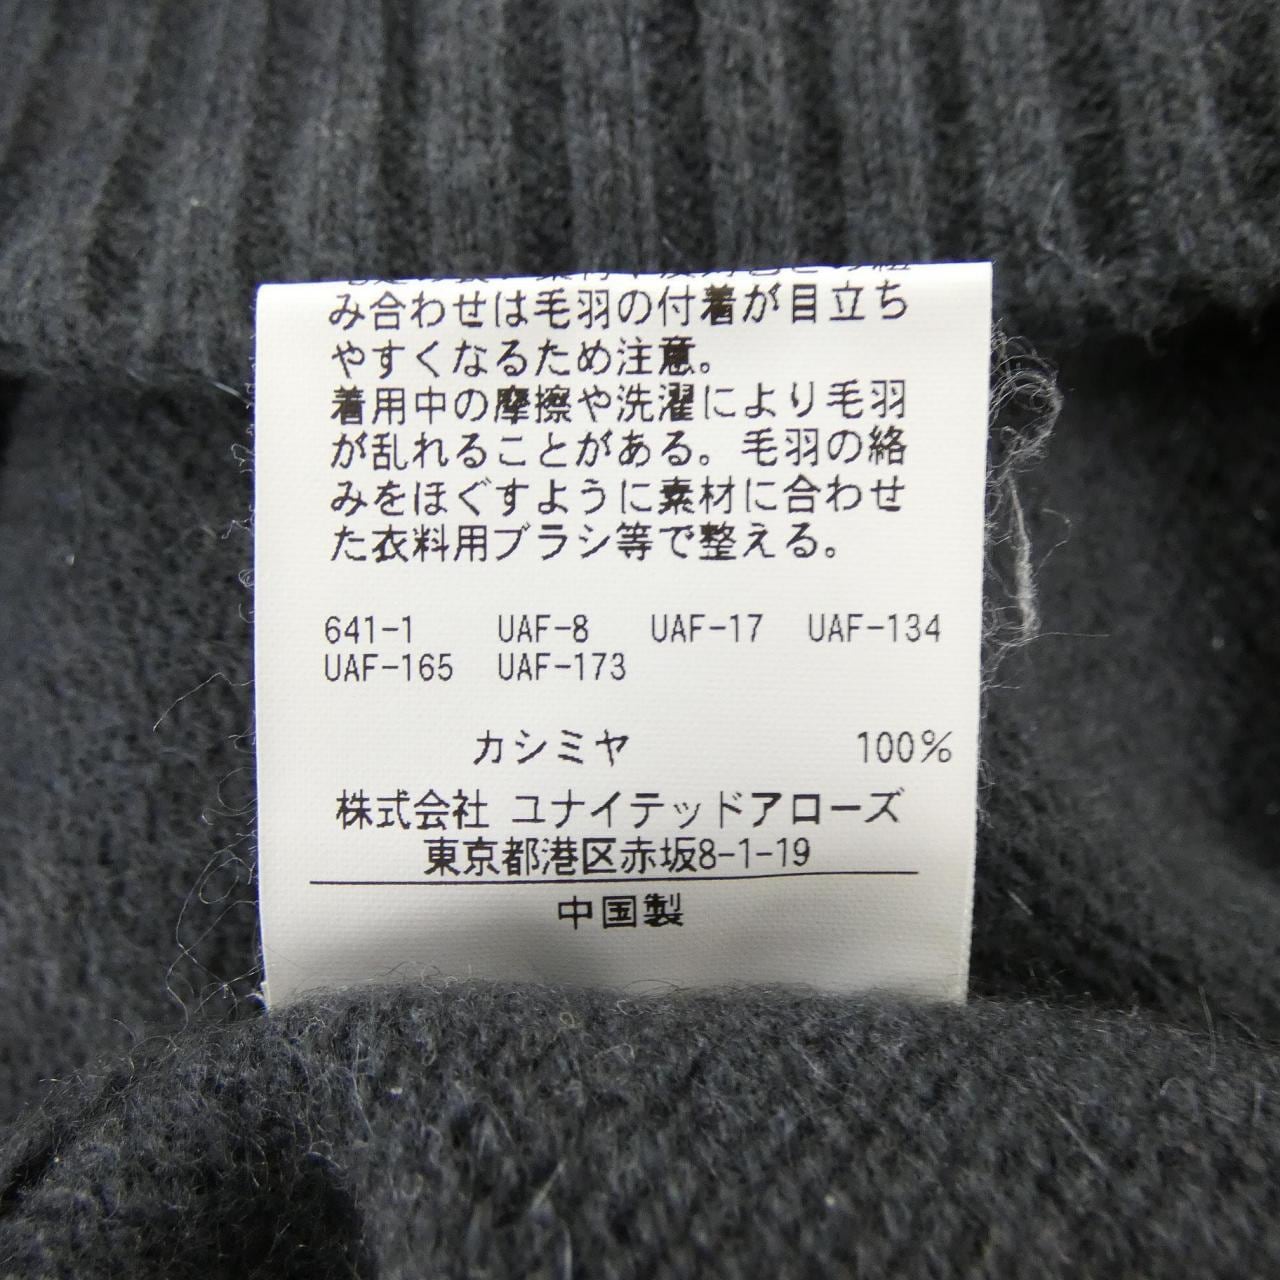 み合わせは毛羽の付着が目立ち
やすくなるため注意。
着用中の摩擦や洗濯により毛羽
が乱れることがある。毛羽の絡
みをほぐすように素材に合わせ
た衣料用ブラシ等で整える。
641-1 UAF-8 UAF-17 UAF-134
UAF-165 UAF-173
カシミヤ 100%
株式会社 ユナイテッドアローズ
東京都港区赤坂8-1-19
中国製